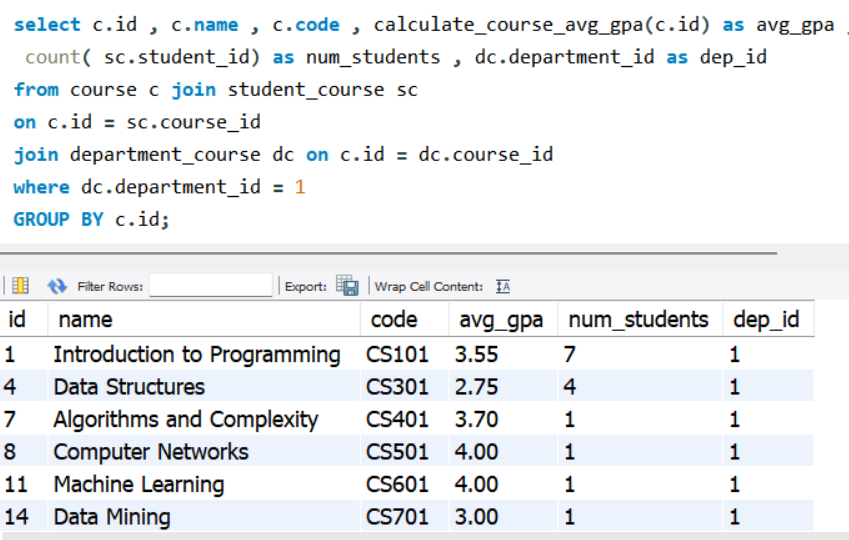 select c.id , c.name , c.code , calculate_course_avg_gpa(c.id) as avg_gpa ,
count( sc.student_id) as num_students , dc.department_id as dep_id
from course c join student_course sc
on c.id = sc.course_id
join department_course dc on c.id = dc.course_id
where dc.department_id = 1
GROUP BY c.id;
Filter Rows: Export: Wrap Cell Content: IA
id name code avg_gpa num_students dep_id
1 Introduction to Programming CS101 3.55 7 1
4 Data Structures CS301 2.75 4 1
7 Algorithms and Complexity CS401 3.70 1 1
8 Computer Networks CS501 4.00 1 1
11 Machine Learning CS601 4.00 1 1
14 Data Mining CS701 3.00 1 1